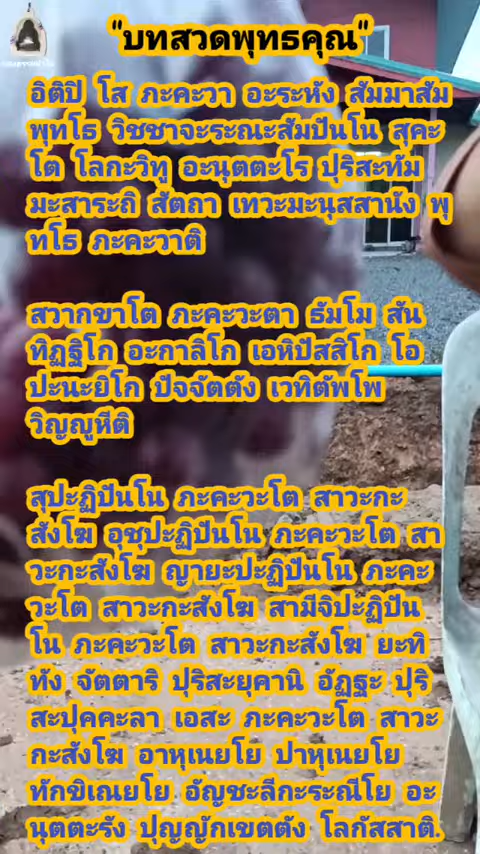 "บทสวดพุทธคุณ"
อิติปิ โส ภะคะวา อะระหัง สัมมาสัม
พุทโธ วิชชาจะระณะสัมปันโน สุคะ
โต โลกะวิทู อะนุตตะโร ปุริสะทัม
มะสาระถิ สัตถา เทวะมะนุสสานัง พุ
ทโธ ภะคะวาติ
สวากขาโต ภะคะวะตา ธัมโม สัน
ทิฏฐิโก อะกาลิโก เอหิปัสสิโก โอ
ปะนะยิโก ปัจจัตตัง เวทิตัพโพ
วิญญูหีติ
สุปะฏิปันโน ภะคะวะโต สาวะกะ
สังโฆ อุชุปะฏิปันโน ภะคะวะโต สา
วะกะสังโฆ ญายะปะฏิปันโน ภะคะ
วะโต สาวะกะสังโฆ สามีจิปะฏิปัน
โน ภะคะวะโต สาวะกะสังโฆ ยะทิ
ทัง จัตตาริ ปุริสะยุคานิ อัฏฐะ ปุริ
สะปุคคะลา เอสะ ภะคะวะโต สาวะ
กะสังโฆ อาหุเนยโย ปาหุเนยโย
ทักขิเณยโย อัญชะลีกะระณีโย อะ
นุตตะรัง ปุญญักเขตตัง โลกัสสาติ.